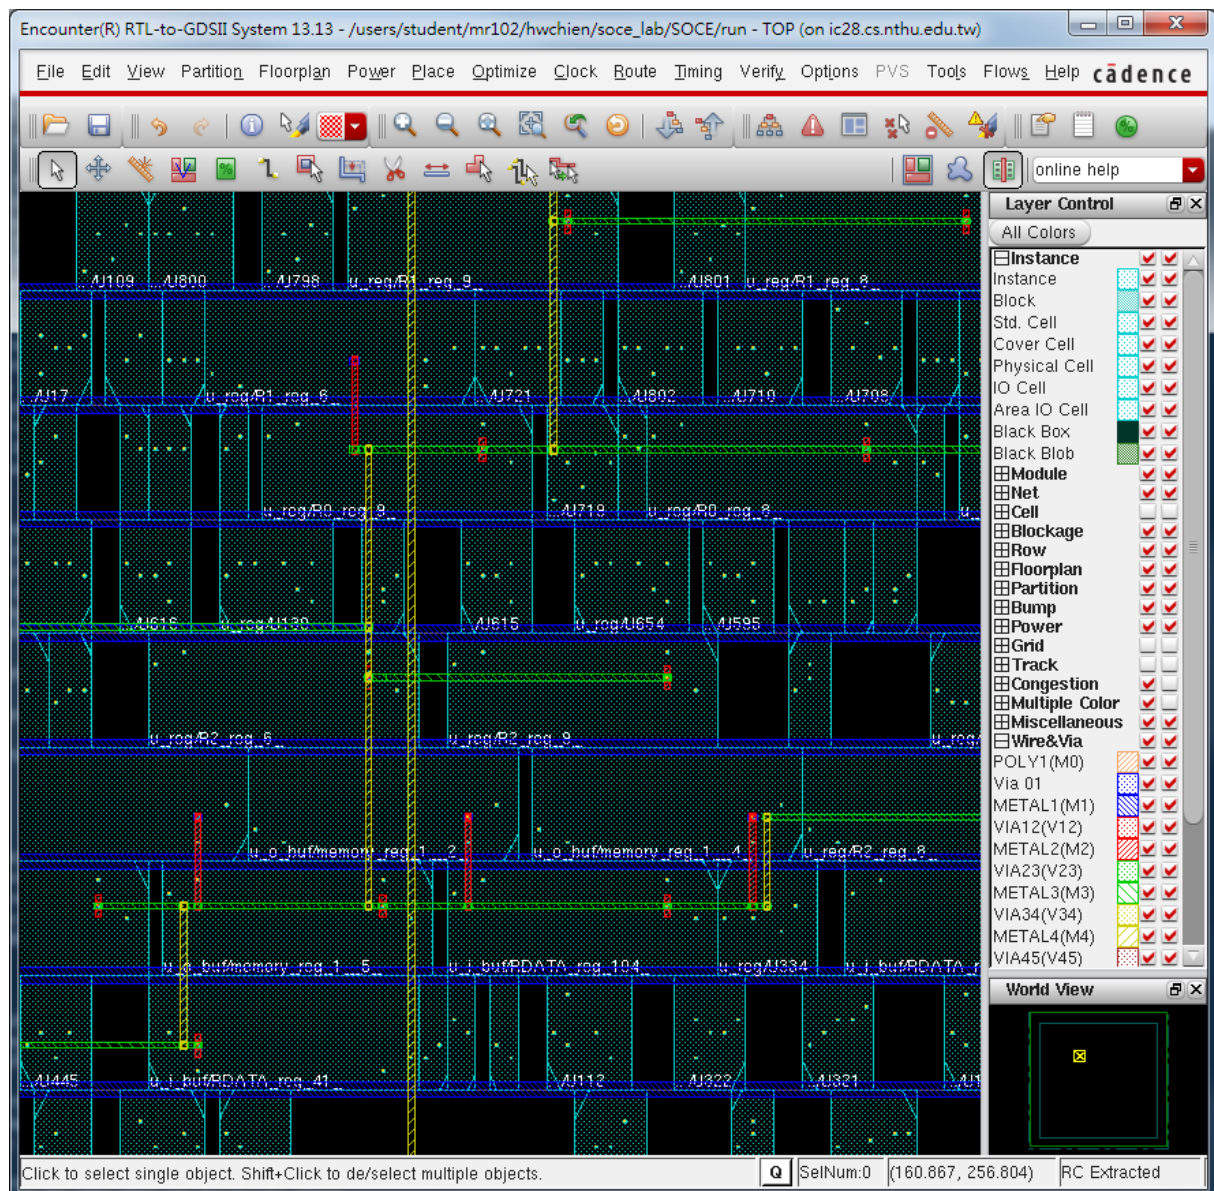 Encounter(R) RTL-to-GDSII System 13.13 - /users/student/mr102/hwchien/soce_lab/SOCE/run - TOP (on ic28.cs.nthu.edu.tw)
File Edit View Partition Floorplan Power Place Optimize Clock Route Timing Verify Options PVS Tools Flows Help cādence
online help
Layer Control
All Colors
Instance
Instance
Block
Std. Cell
Cover Cell
Physical Cell
IO Cell
Area IO Cell
Black Box
Black Blob
Module
Net
Cell
Blockage
Row
Floorplan
Partition
Bump
Power
Grid
Track
Congestion
Multiple Color
Miscellaneous
Wire&Via
POLY1(M0)
Via 01
METAL1(M1)
VIA12(V12)
METAL2(M2)
VIA23(V23)
METAL3(M3)
VIA34(V34)
METAL4(M4)
VIA45(V45)
World View
.../U109 .../U800 .../U798 u_reg/R1_reg_9_ .../U801 u_reg/R1_reg_8_
.../U17 u_reg/R1_reg_6_ .../U721 .../U802 .../U710 .../U708
u_reg/R0_reg_9_ .../U719 u_reg/R0_reg_8_ u_
.../U616 u_reg/U130 .../U615 u_reg/U654 .../U595
u_reg/R2_reg_6_ u_reg/R2_reg_9_ u_reg/
u_o_buf/memory_reg_1__2_ u_o_buf/memory_reg_1__4_ u_reg/R2_reg_8_
u_o_buf/memory_reg_1__5_ u_i_buf/RDATA_reg_104_ u_reg/U334 u_i_buf/RDATA_r
.../U445 u_i_buf/RDATA_reg_41_ .../U112 .../U322 .../U321 .../U1
Click to select single object. Shift+Click to de/select multiple objects. Q SelNum:0 (160.867, 256.804) RC Extracted